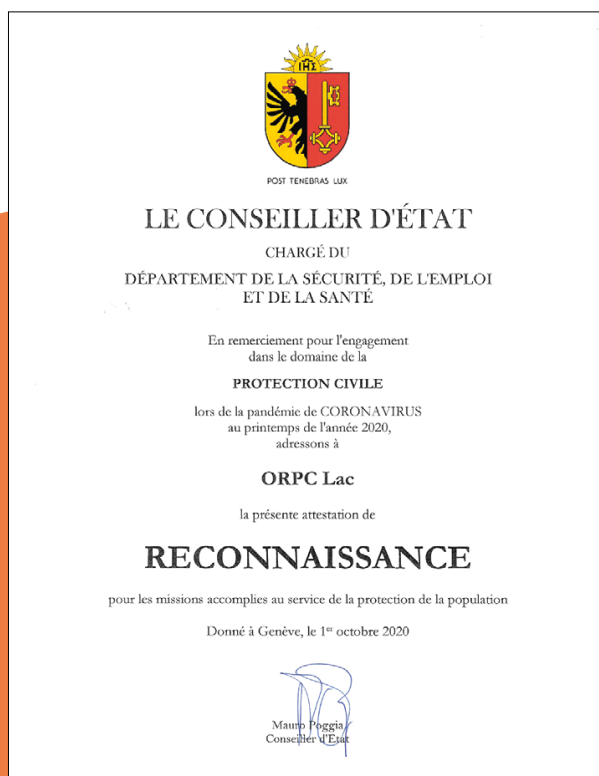 ΙΗΣ
POST TENEBRAS LUX
LE CONSEILLER D'ÉTAT
CHARGÉ DU
DÉPARTEMENT DE LA SÉCURITÉ, DE L'EMPLOI
ET DE LA SANTÉ
En remerciement pour l'engagement
dans le domaine de la
PROTECTION CIVILE
lors de la pandémie de CORONAVIRUS
au printemps de l'année 2020,
adressons à
ORPC Lac
la présente attestation de
RECONNAISSANCE
pour les missions accomplies au service de la protection de la population
Donné à Genève, le 1er octobre 2020
Mauro Poggia
Conseiller d'Etat